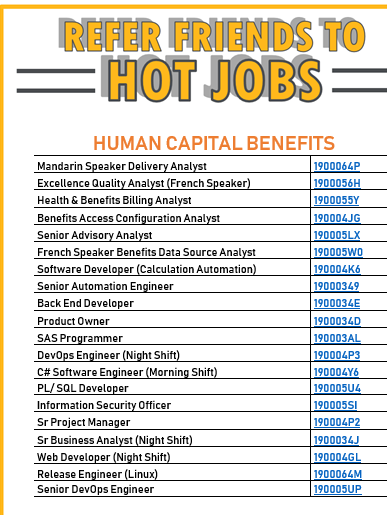 REFER FRIENDS TO
HOT JOBS
HUMAN CAPITAL BENEFITS
Mandarin Speaker Delivery Analyst 1900064P
Excellence Quality Analyst (French Speaker) 1900056H
Health & Benefits Billing Analyst 1900055Y
Benefits Access Configuration Analyst 190004JG
Senior Advisory Analyst 190005LX
French Speaker Benefits Data Source Analyst 190005W0
Software Developer (Calculation Automation) 190004K6
Senior Automation Engineer 19000349
Back End Developer 1900034E
Product Owner 1900034D
SAS Programmer 190003AL
DevOps Engineer (Night Shift) 190004P3
C# Software Engineer (Morning Shift) 190004Y6
PL/ SQL Developer 190005U4
Information Security Officer 190005SI
Sr Project Manager 190004P2
Sr Business Analyst (Night Shift) 1900034J
Web Developer (Night Shift) 190004GL
Release Engineer (Linux) 1900064M
Senior DevOps Engineer 190005UP